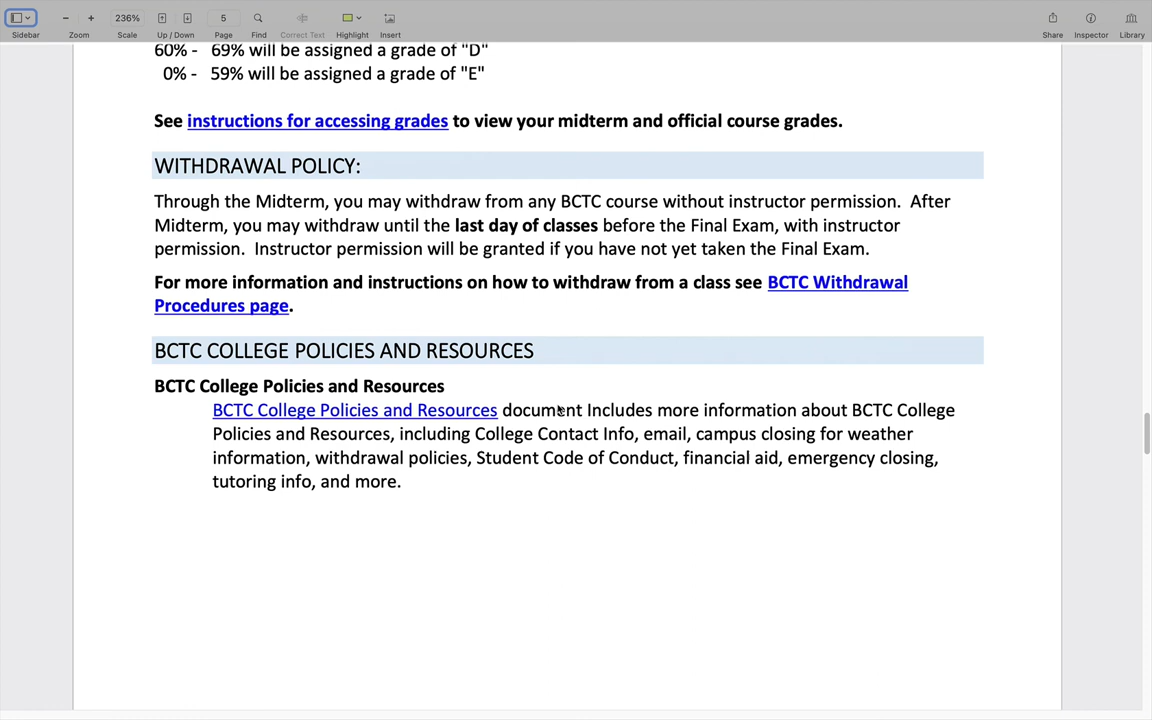 236%
5
Sidebar
Zoom
Scale
Up / Down
Page
Find
Correct Text
Highlight
Insert
Share
Inspector
Library
60% - 69% will be assigned a grade of "D"
0% - 59% will be assigned a grade of "E"
See instructions for accessing grades to view your midterm and official course grades.
WITHDRAWAL POLICY:
Through the Midterm, you may withdraw from any BCTC course without instructor permission. After
Midterm, you may withdraw until the last day of classes before the Final Exam, with instructor
permission. Instructor permission will be granted if you have not yet taken the Final Exam.
For more information and instructions on how to withdraw from a class see BCTC Withdrawal
Procedures page.
BCTC COLLEGE POLICIES AND RESOURCES
BCTC College Policies and Resources
BCTC College Policies and Resources document Includes more information about BCTC College
Policies and Resources, including College Contact Info, email, campus closing for weather
information, withdrawal policies, Student Code of Conduct, financial aid, emergency closing,
tutoring info, and more.